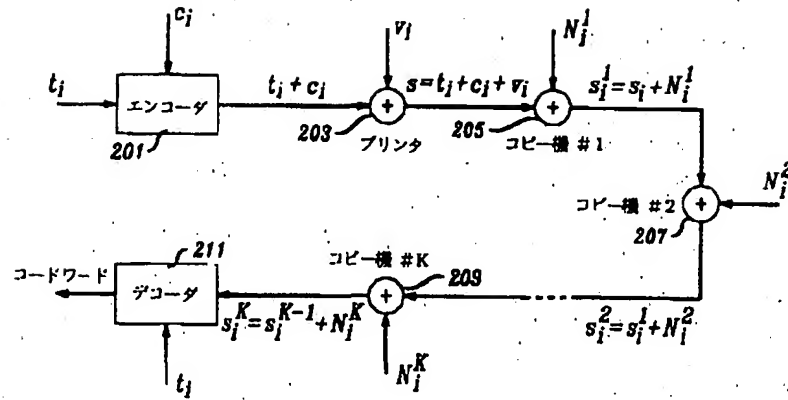 c_i
v_i
N_i^1
t_i
エンコーダ
t_i + c_i
s=t_i+c_i+v_i
s_i^1=s_i+N_i^1
201
203
プリンタ
205
コピー機 #1
コピー機 #2
N_i^2
207
211
コピー機 #K
209
コードワード
デコーダ
s_i^K=s_i^{K-1}+N_i^K
s_i^2=s_i^1+N_i^2
t_i
N_i^K